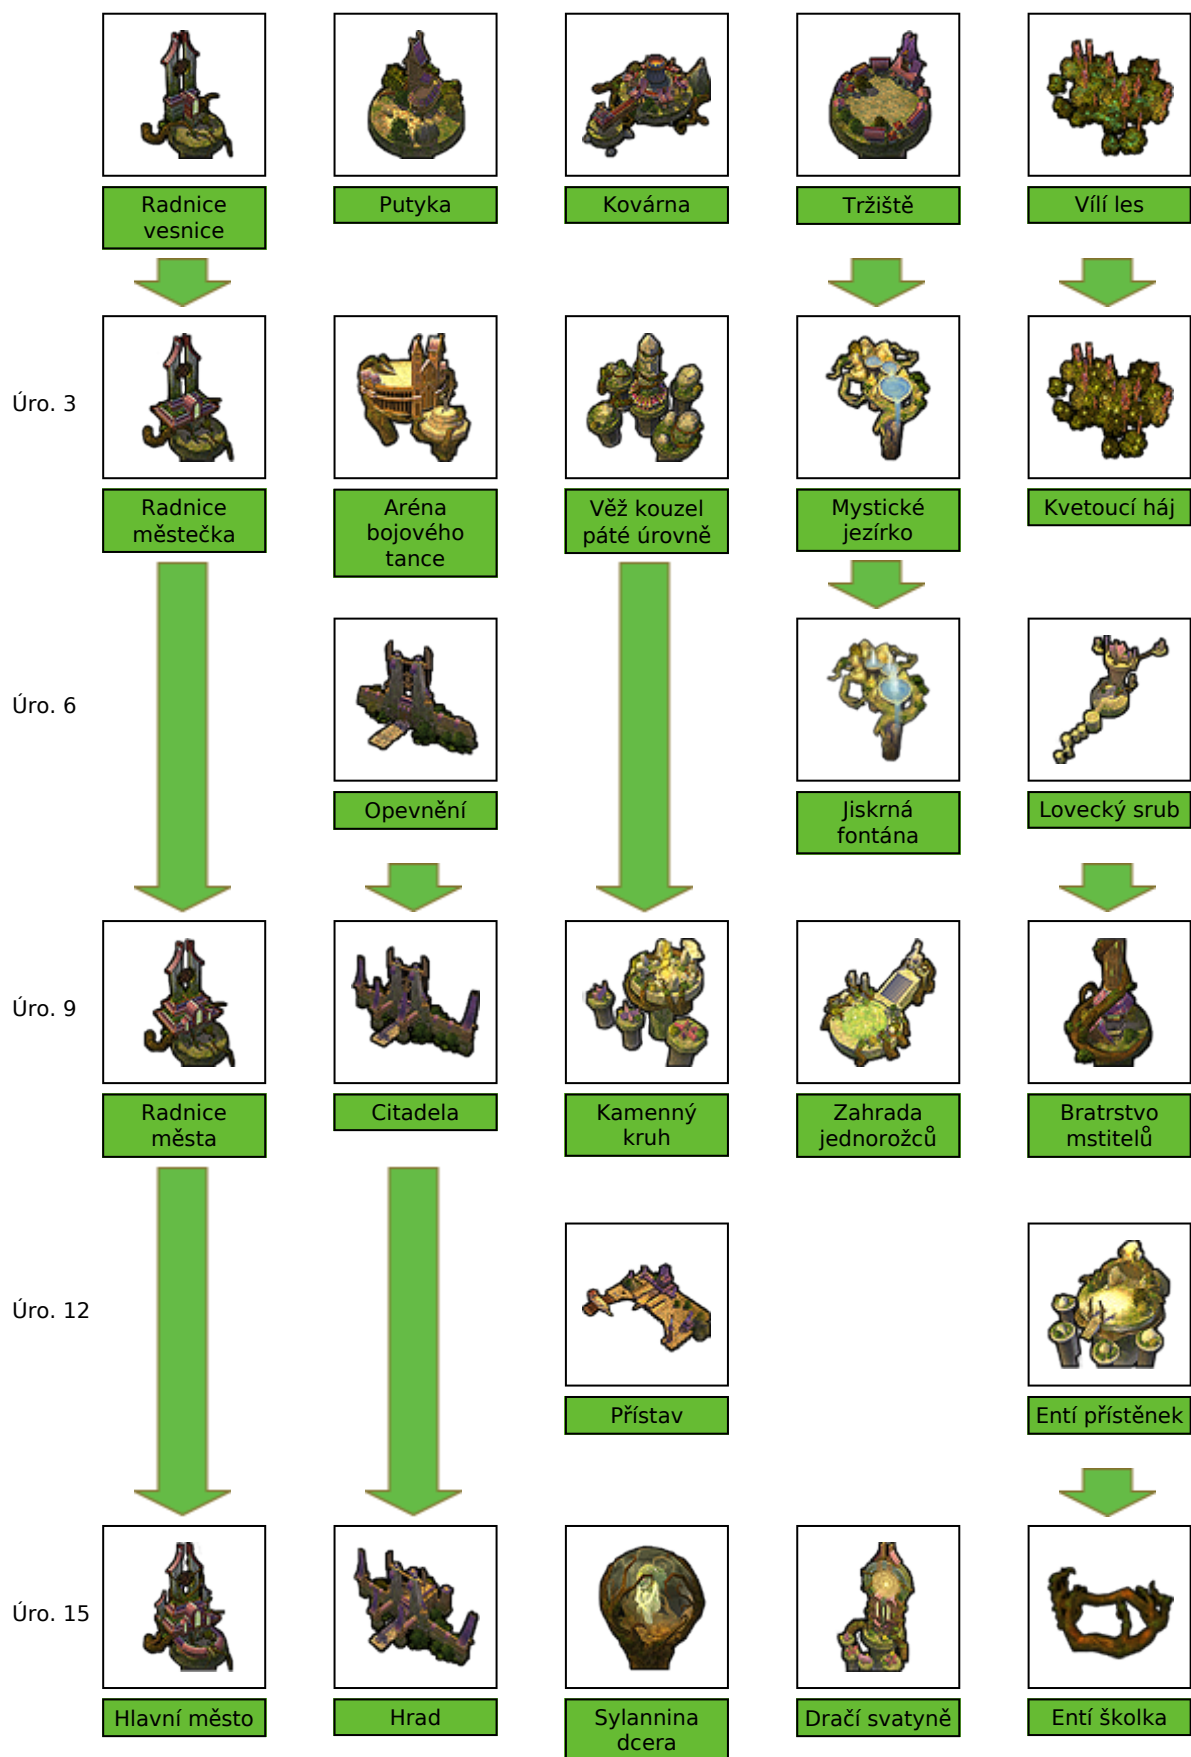 Radnice
vesnice
Putyka
Kovárna
Tržiště
Vílí les
Úro. 3
Radnice
městečka
Aréna
bojového
tance
Věž kouzel
páté úrovně
Mystické
jezírko
Kvetoucí háj
Úro. 6
Opevnění
Jiskrná
fontána
Lovecký srub
Úro. 9
Radnice
města
Citadela
Kamenný
kruh
Zahrada
jednorožců
Bratrstvo
mstitelů
Úro. 12
Přístav
Entí přístěnek
Úro. 15
Hlavní město
Hrad
Sylannina
dcera
Dračí svatyně
Entí školka